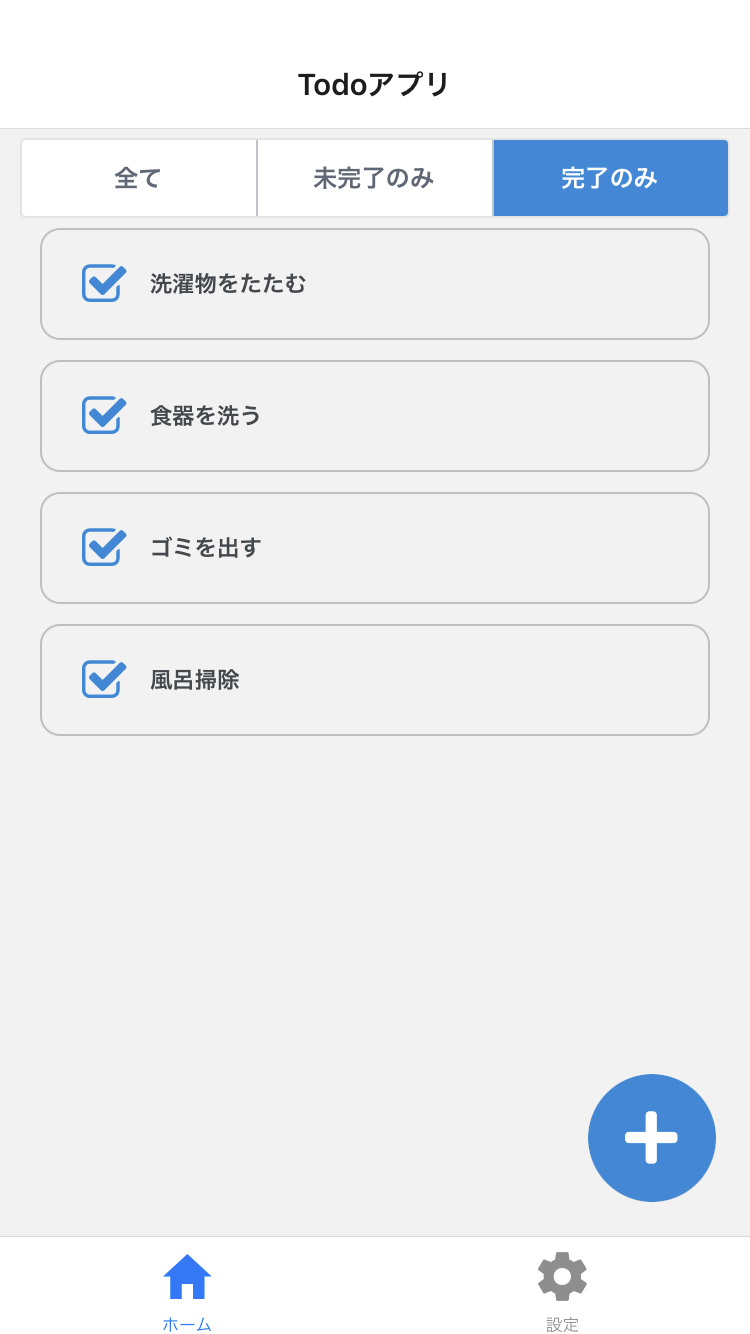 Todoアプリ
全て
未完了のみ
完了のみ
洗濯物をたたむ
食器を洗う
ゴミを出す
風呂掃除
ホーム
設定